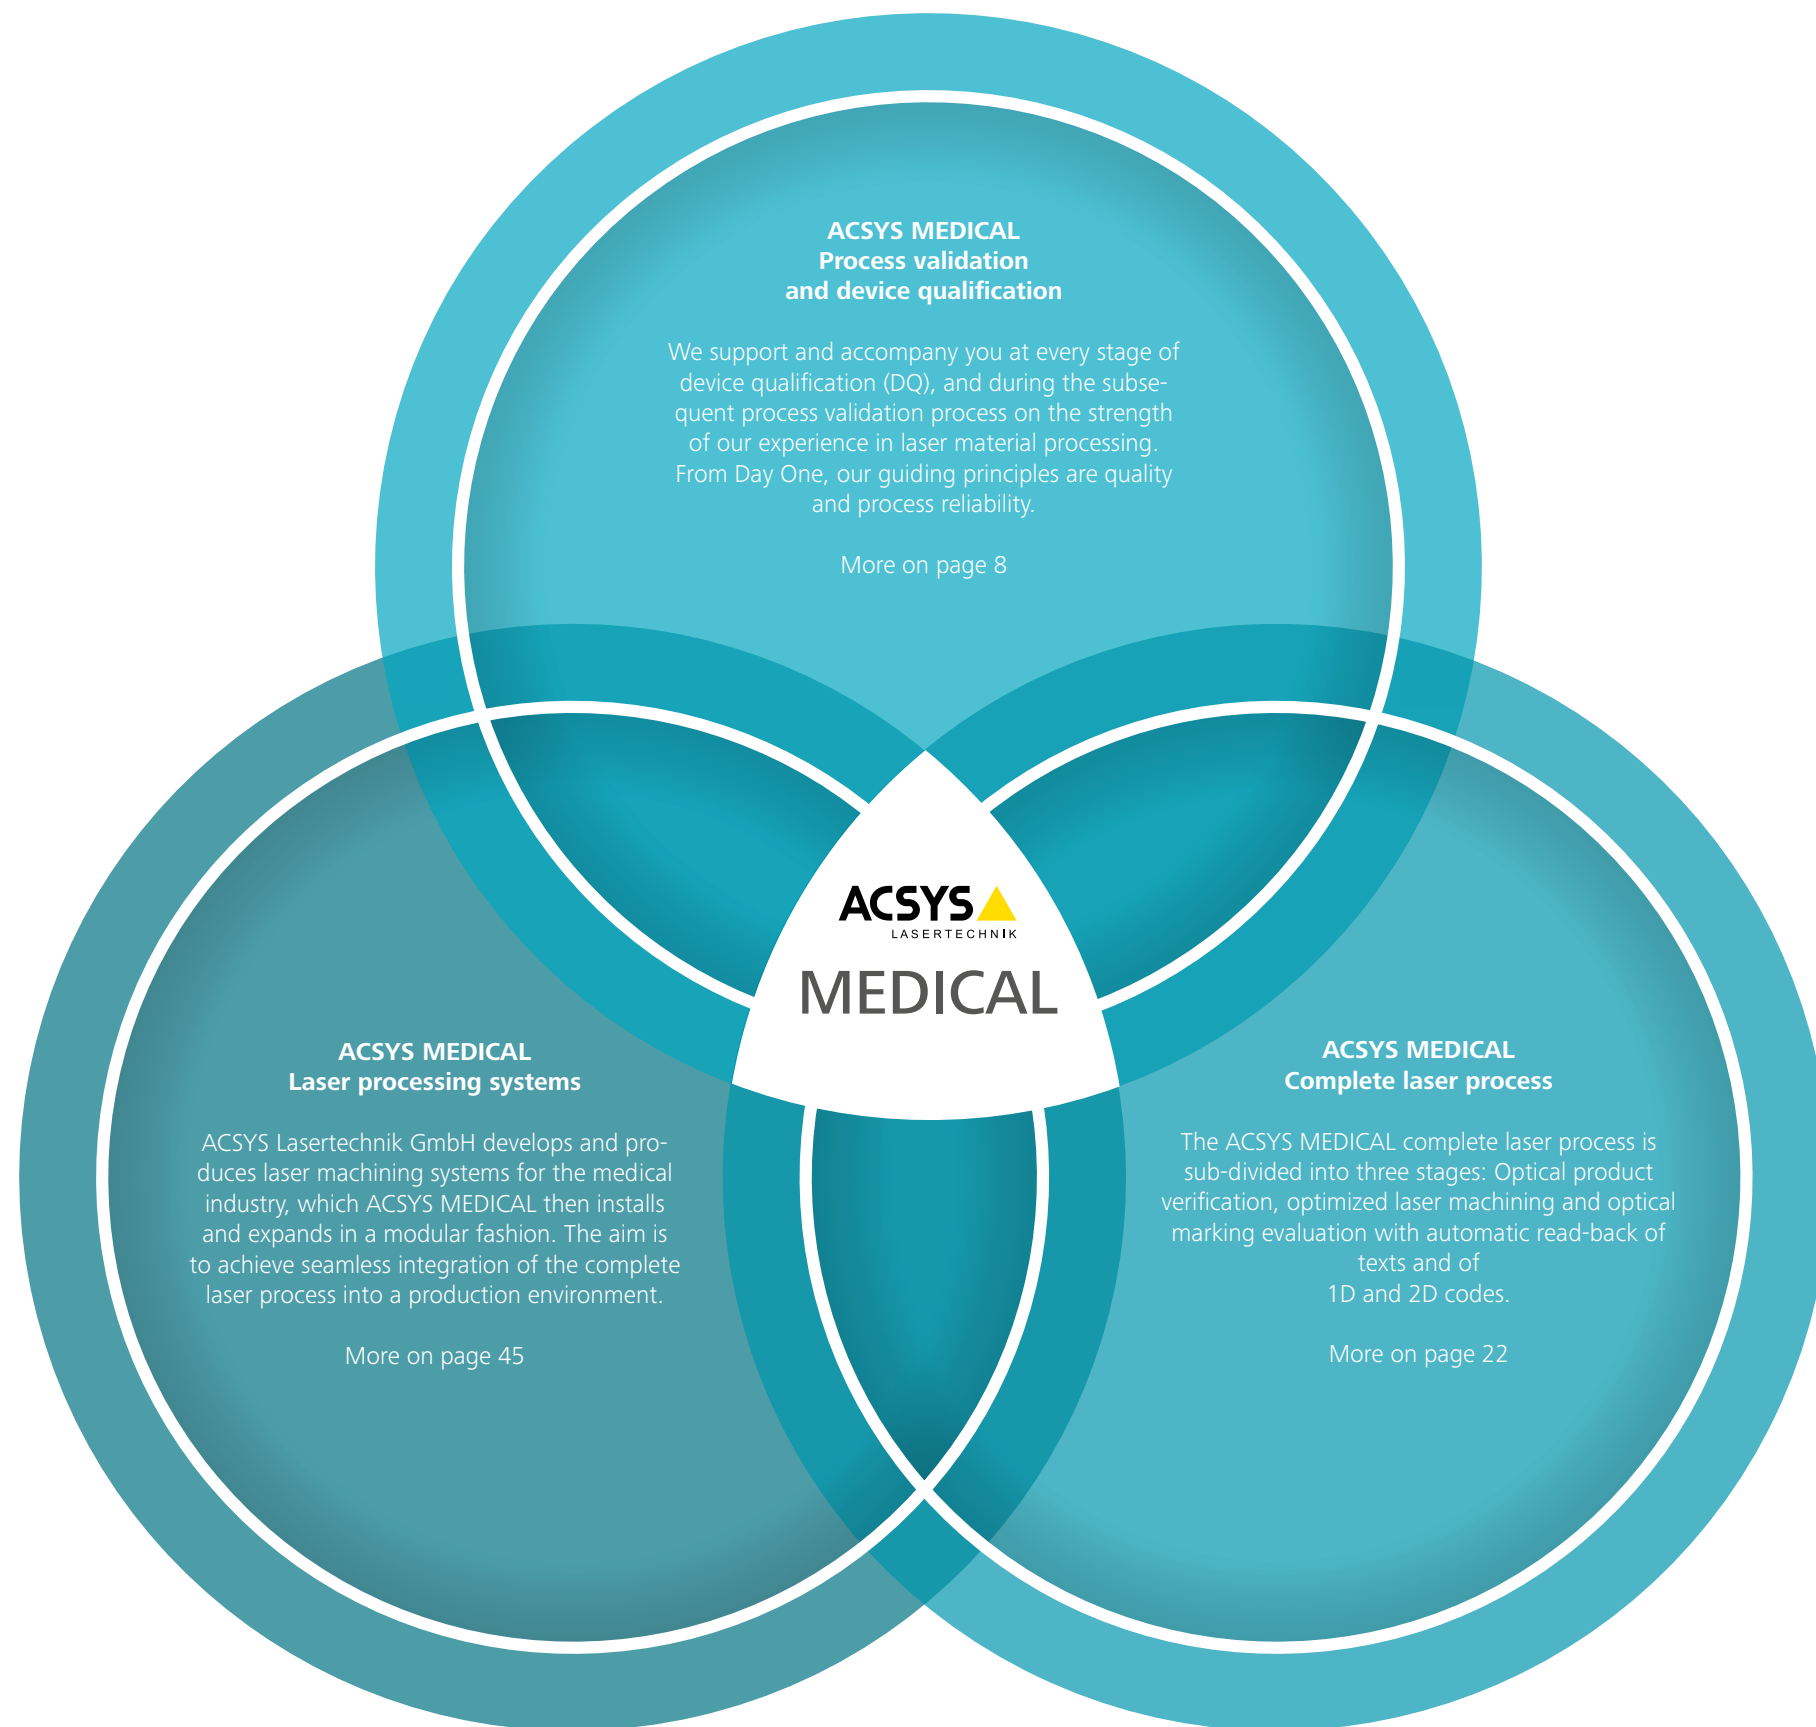 ACSYS MEDICAL
Process validation
and device qualification
We support and accompany you at every stage of
device qualification (DQ), and during the subse-
quent process validation process on the strength
of our experience in laser material processing.
From Day One, our guiding principles are quality
and process reliability.
More on page 8
ACSYS
LASERTECHNIK
MEDICAL
ACSYS MEDICAL
Laser processing systems
ACSYS Lasertechnik GmbH develops and pro-
duces laser machining systems for the medical
industry, which ACSYS MEDICAL then installs
and expands in a modular fashion. The aim is
to achieve seamless integration of the complete
laser process into a production environment.
More on page 45
ACSYS MEDICAL
Complete laser process
The ACSYS MEDICAL complete laser process is
sub-divided into three stages: Optical product
verification, optimized laser machining and optical
marking evaluation with automatic read-back of
texts and of
1D and 2D codes.
More on page 22